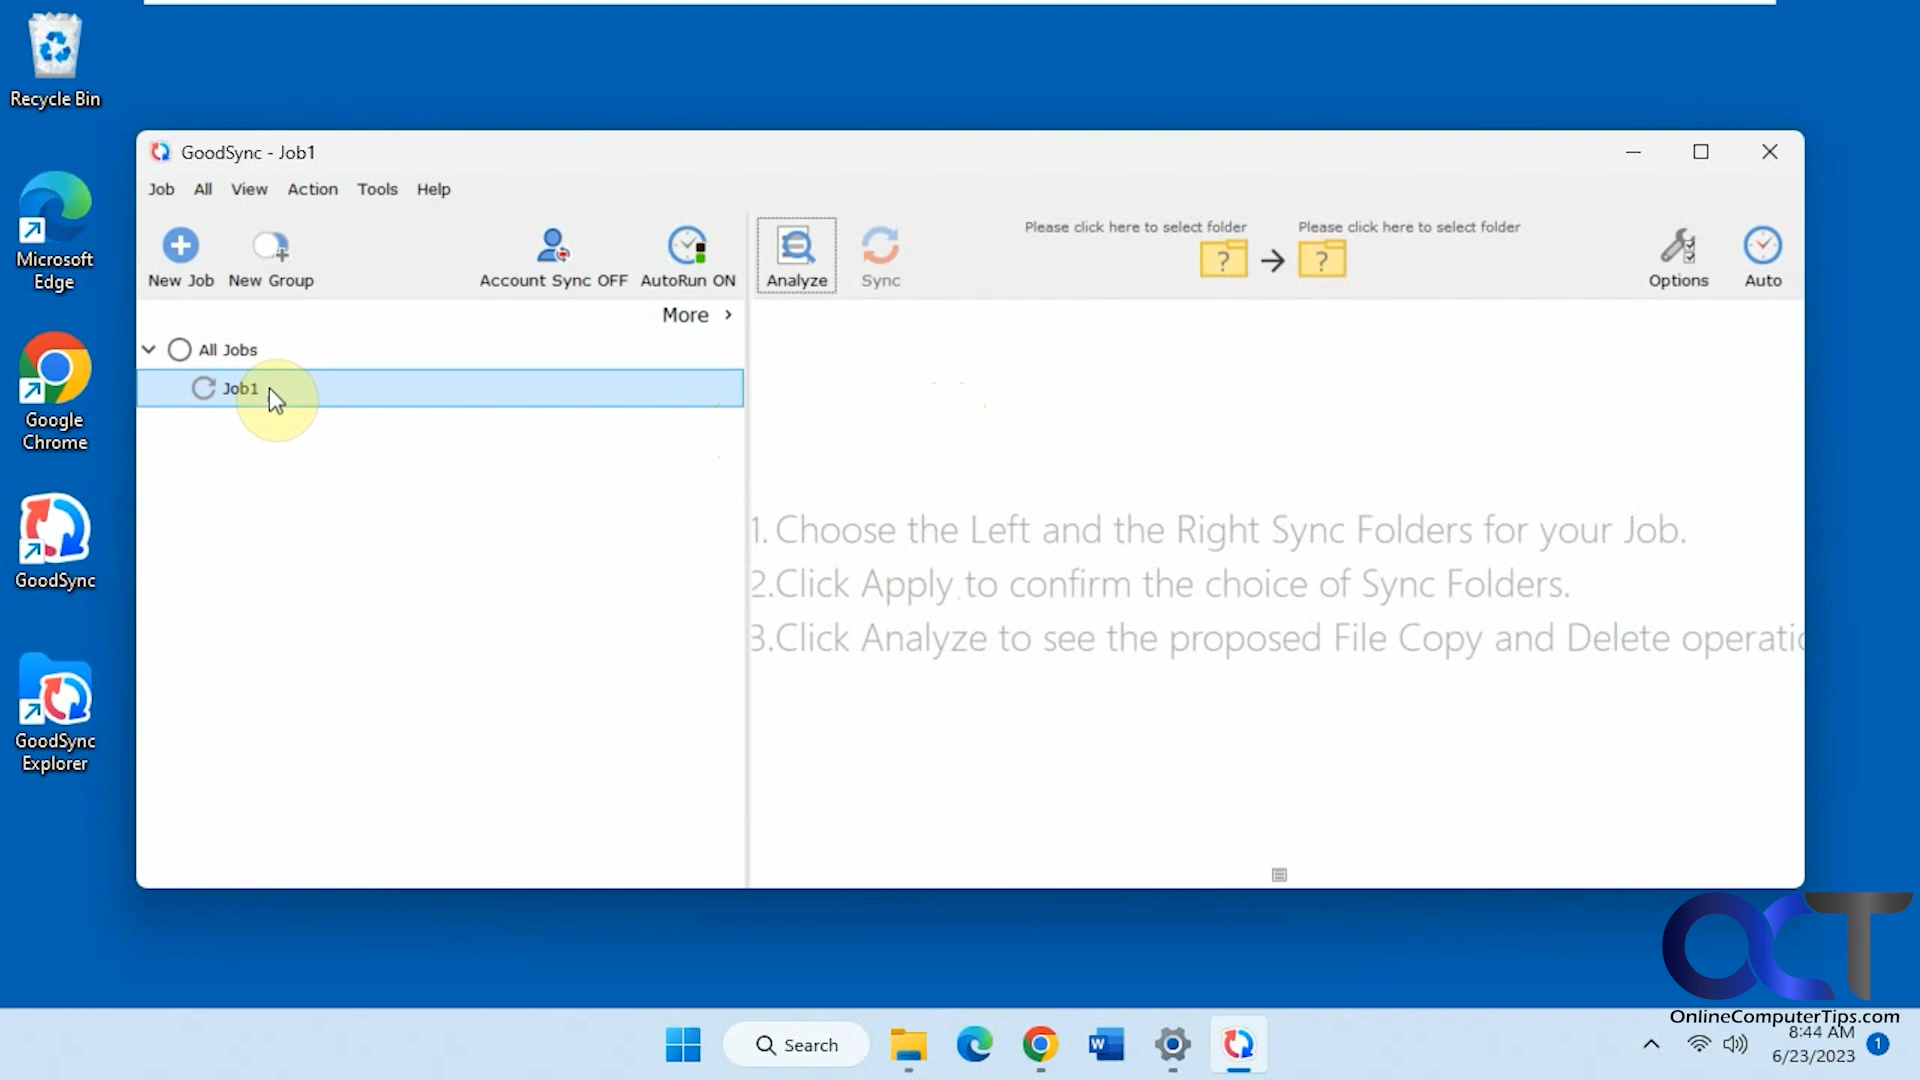 Recycle Bin
Microsoft
Edge
Google
Chrome
GoodSync
GoodSync
Explorer
GoodSync - Job1
Job All View Action Tools Help
New Job New Group Account Sync OFF AutoRun ON
Analyze Sync
Please click here to select folder
?
Please click here to select folder
?
Options Auto
More
All Jobs
Job1
1. Choose the Left and the Right Sync Folders for your Job.
2.Click Apply to confirm the choice of Sync Folders.
3.Click Analyze to see the proposed File Copy and Delete operatio
OCT
OnlineComputerTips.com
Search
W
8:44 AM
6/23/2023
1